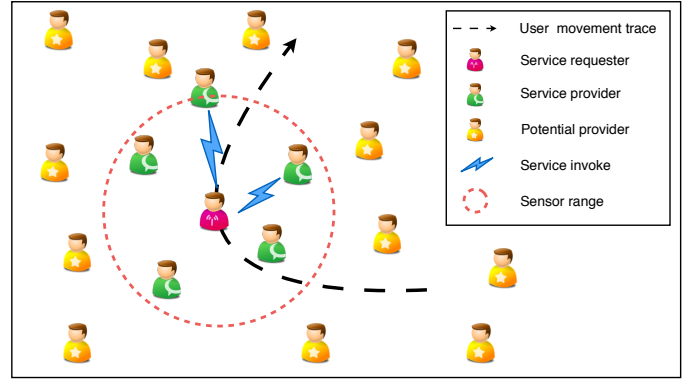 User movement trace
Service requester
Service provider
Potential provider
Service invoke
Sensor range